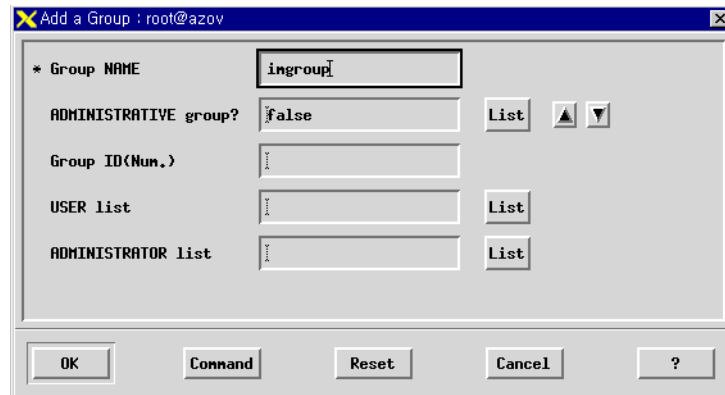 Add a Group : root@azov
* Group NAME imgroup
ADMINISTRATIVE group? false List
Group ID(Num.)
USER list List
ADMINISTRATOR list List
OK Command Reset Cancel ?